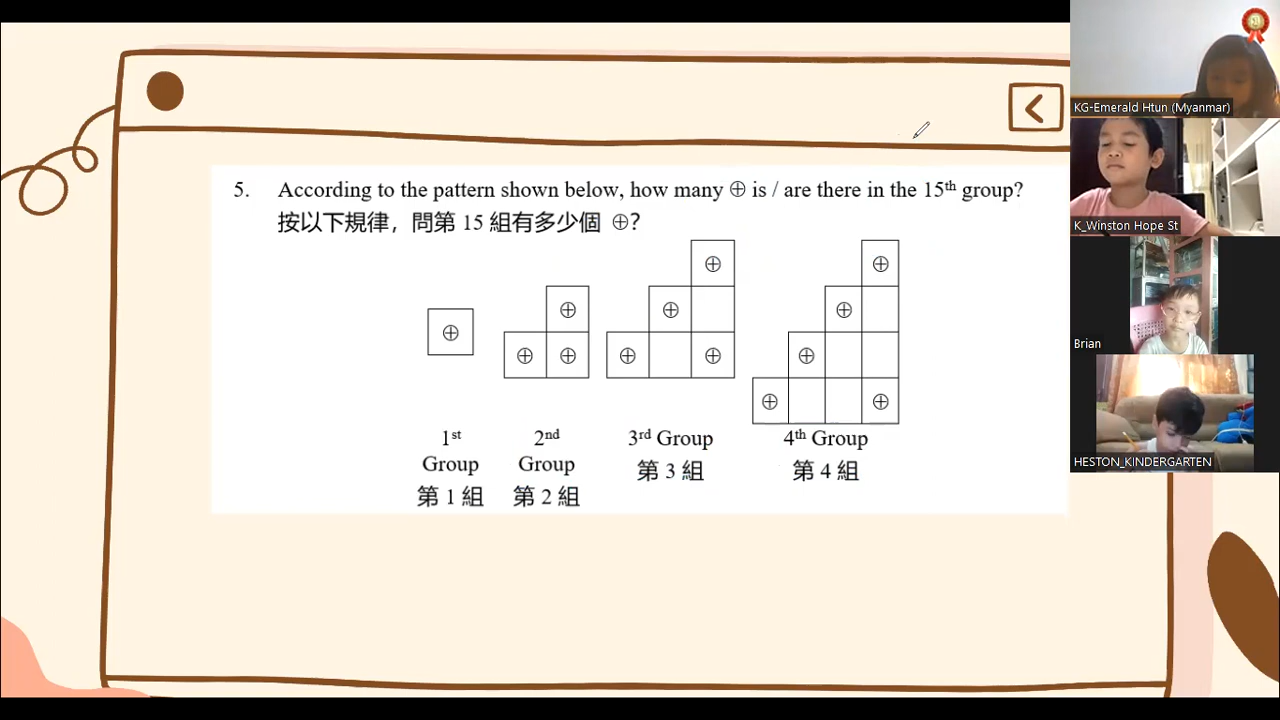 5. According to the pattern shown below, how many ⊕ is / are there in the 15th group?
按以下規律，問第 15 組有多少個 ⊕?
1st Group
第 1 組
2nd Group
第 2 組
3rd Group
第 3 組
4th Group
第 4 組
KG-Emerald Htun (Myanmar)
K_Winston Hope St
Brian
HESTON_KINDERGARTEN